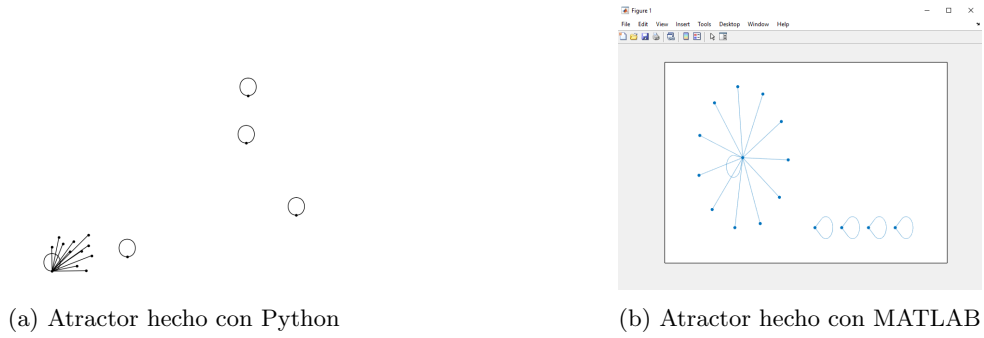 Figure 1
File Edit View Insert Tools Desktop Window Help
(a) Atractor hecho con Python
(b) Atractor hecho con MATLAB